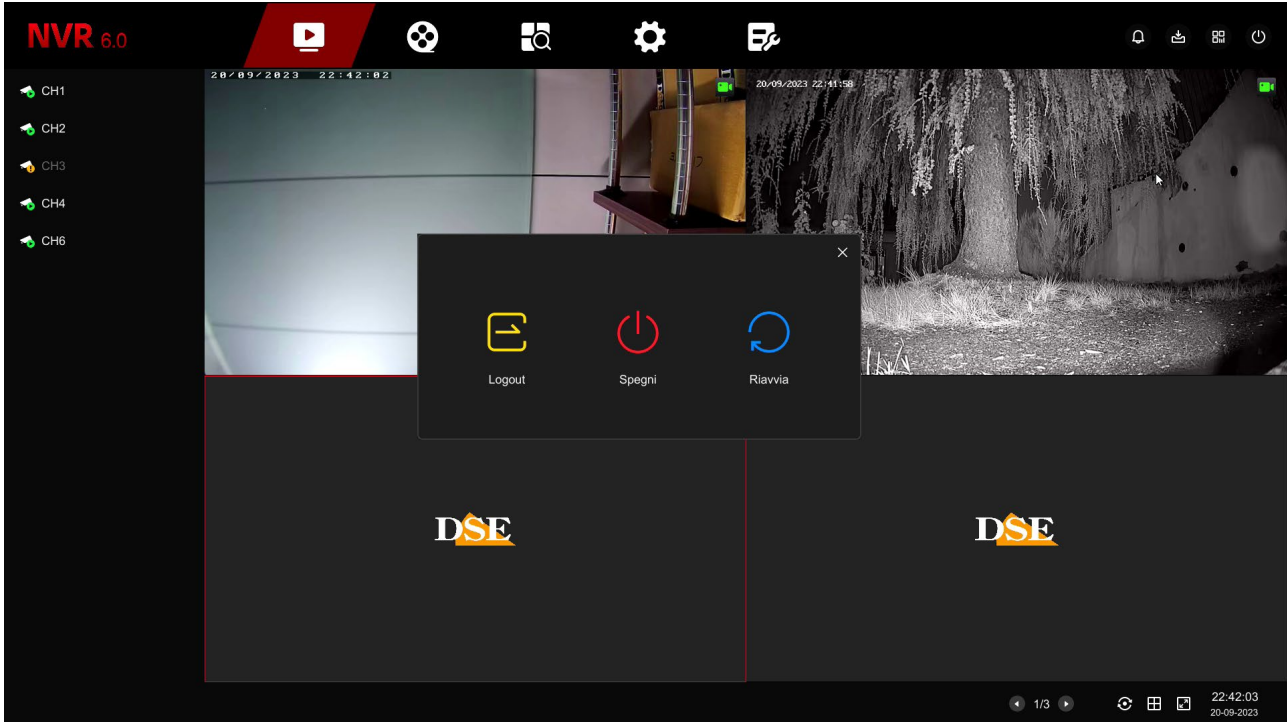 NVR 6.0
CH1
CH2
CH3
CH4
CH6
20/09/2023 22:42:02
20/09/2023 22:41:58
Logout
Spegni
Riavvia
DSE
DSE
1/3
22:42:03
20-09-2023